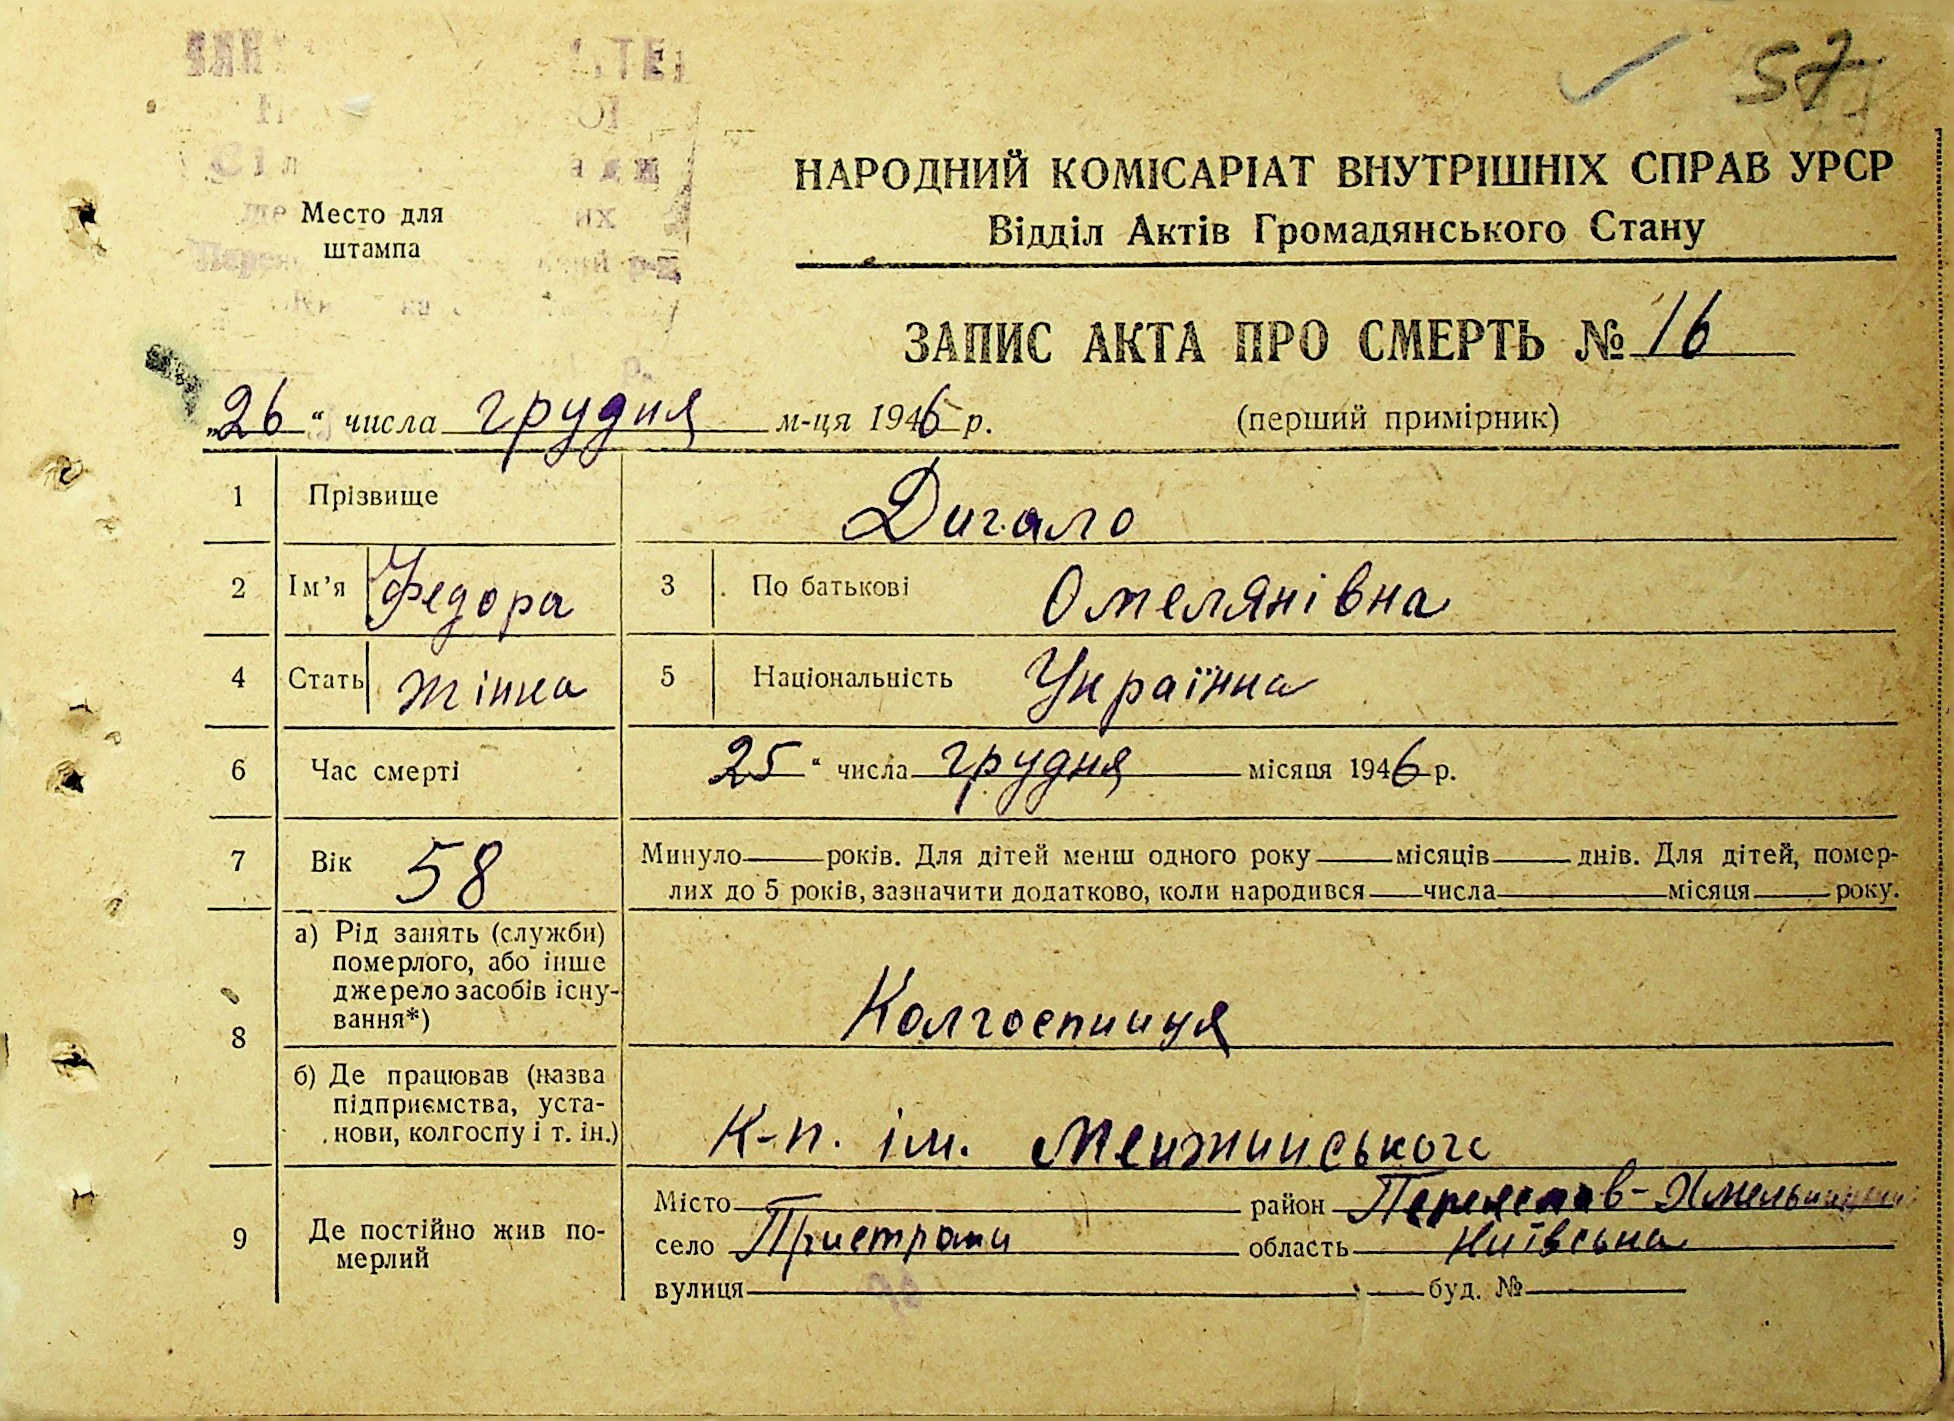 57
НАРОДНИЙ КОМІСАРІАТ ВНУТРІШНІХ СПРАВ УРСР
Відділ Актів Громадянського Стану
Место для
штампа
ЗАПИС АКТА ПРО СМЕРТЬ № 16
„26“ числа грудня м-ця 1946 р. (перший примірник)
1 Прізвище Дигало
2 Ім’я Федора 3 По батькові Омелянівна
4 Стать жінка 5 Національність Українка
6 Час смерті 25“ числа грудня місяця 1946 р.
7 Вік 58 Минуло років. Для дітей менш одного року місяців днів. Для дітей, помер-
лих до 5 років, зазначити додатково, коли народився числа місяця року.
8 а) Рід занять (служби)
померлого, або інше
джерело засобів існу-
вання*) Колгоспниця
б) Де працював (назва
підприємства, уста-
нови, колгоспу і т. ін.) К-п. ім. Менжинського
9 Де постійно жив по-
мерлий
Місто район Переяслав-Хмельницький
село Пристроми область Київська
вулиця буд. №